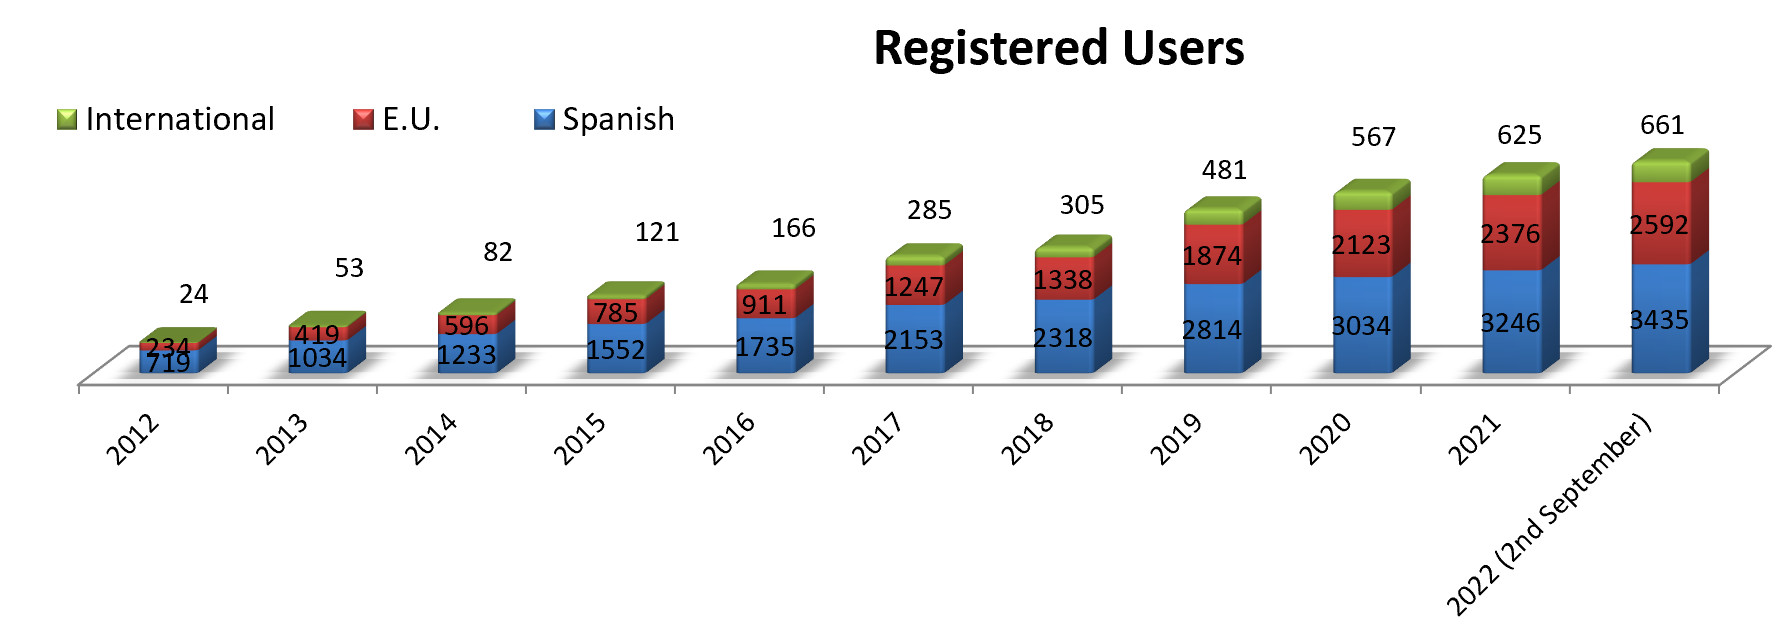 Registered Users
International E.U. Spanish
24 53 82 121 166 285 305 481 567 625 661
234 419 596 785 911 1247 1338 1874 2123 2376 2592
719 1034 1233 1552 1735 2153 2318 2814 3034 3246 3435
2012 2013 2014 2015 2016 2017 2018 2019 2020 2021 2022 (2nd September)